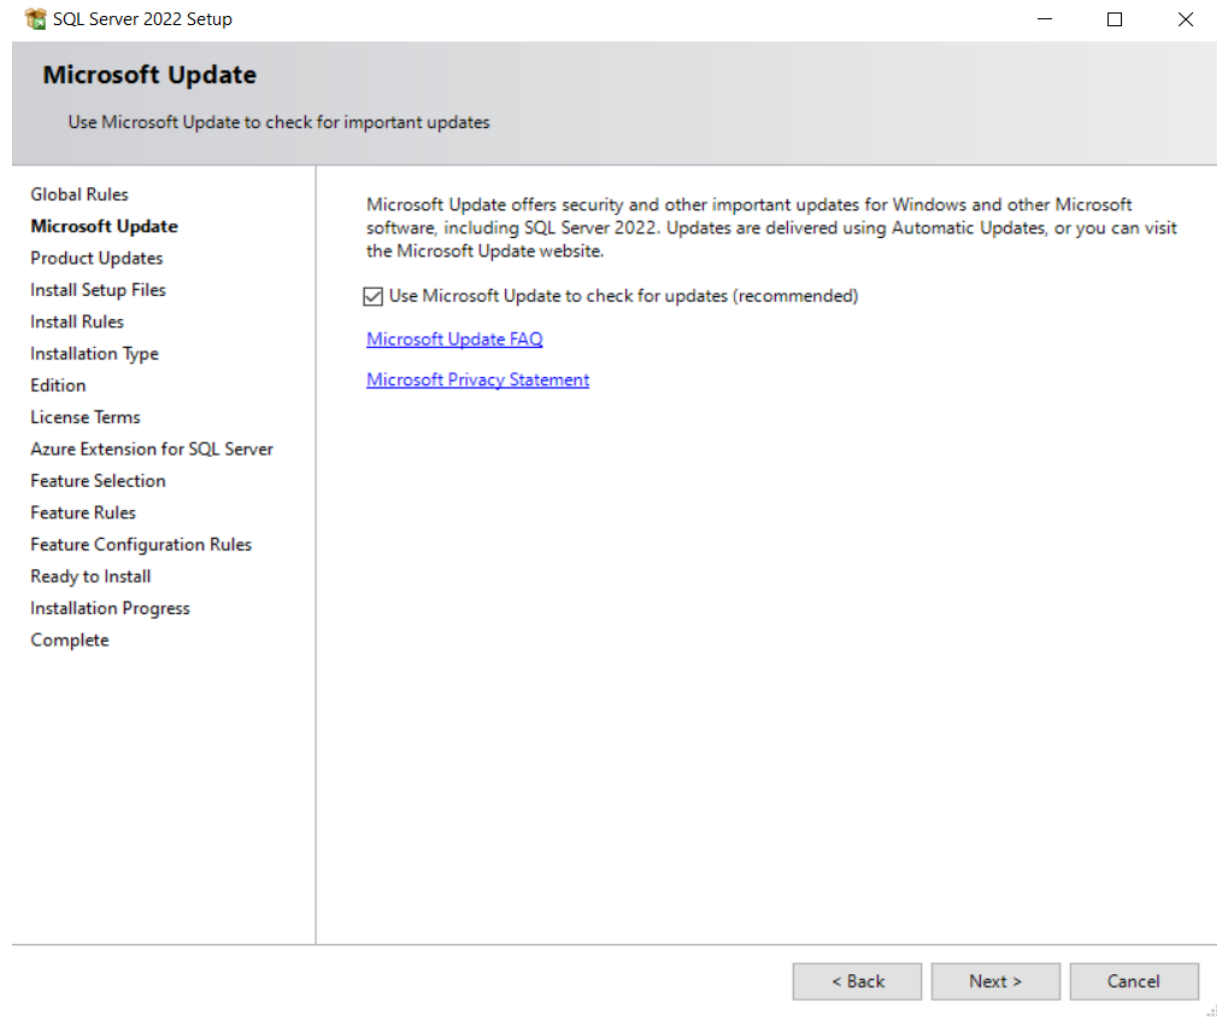 SQL Server 2022 Setup
Microsoft Update
Use Microsoft Update to check for important updates
Global Rules
Microsoft Update
Product Updates
Install Setup Files
Install Rules
Installation Type
Edition
License Terms
Azure Extension for SQL Server
Feature Selection
Feature Rules
Feature Configuration Rules
Ready to Install
Installation Progress
Complete
Microsoft Update offers security and other important updates for Windows and other Microsoft
software, including SQL Server 2022. Updates are delivered using Automatic Updates, or you can visit
the Microsoft Update website.
Use Microsoft Update to check for updates (recommended)
Microsoft Update FAQ
Microsoft Privacy Statement
< Back
Next >
Cancel